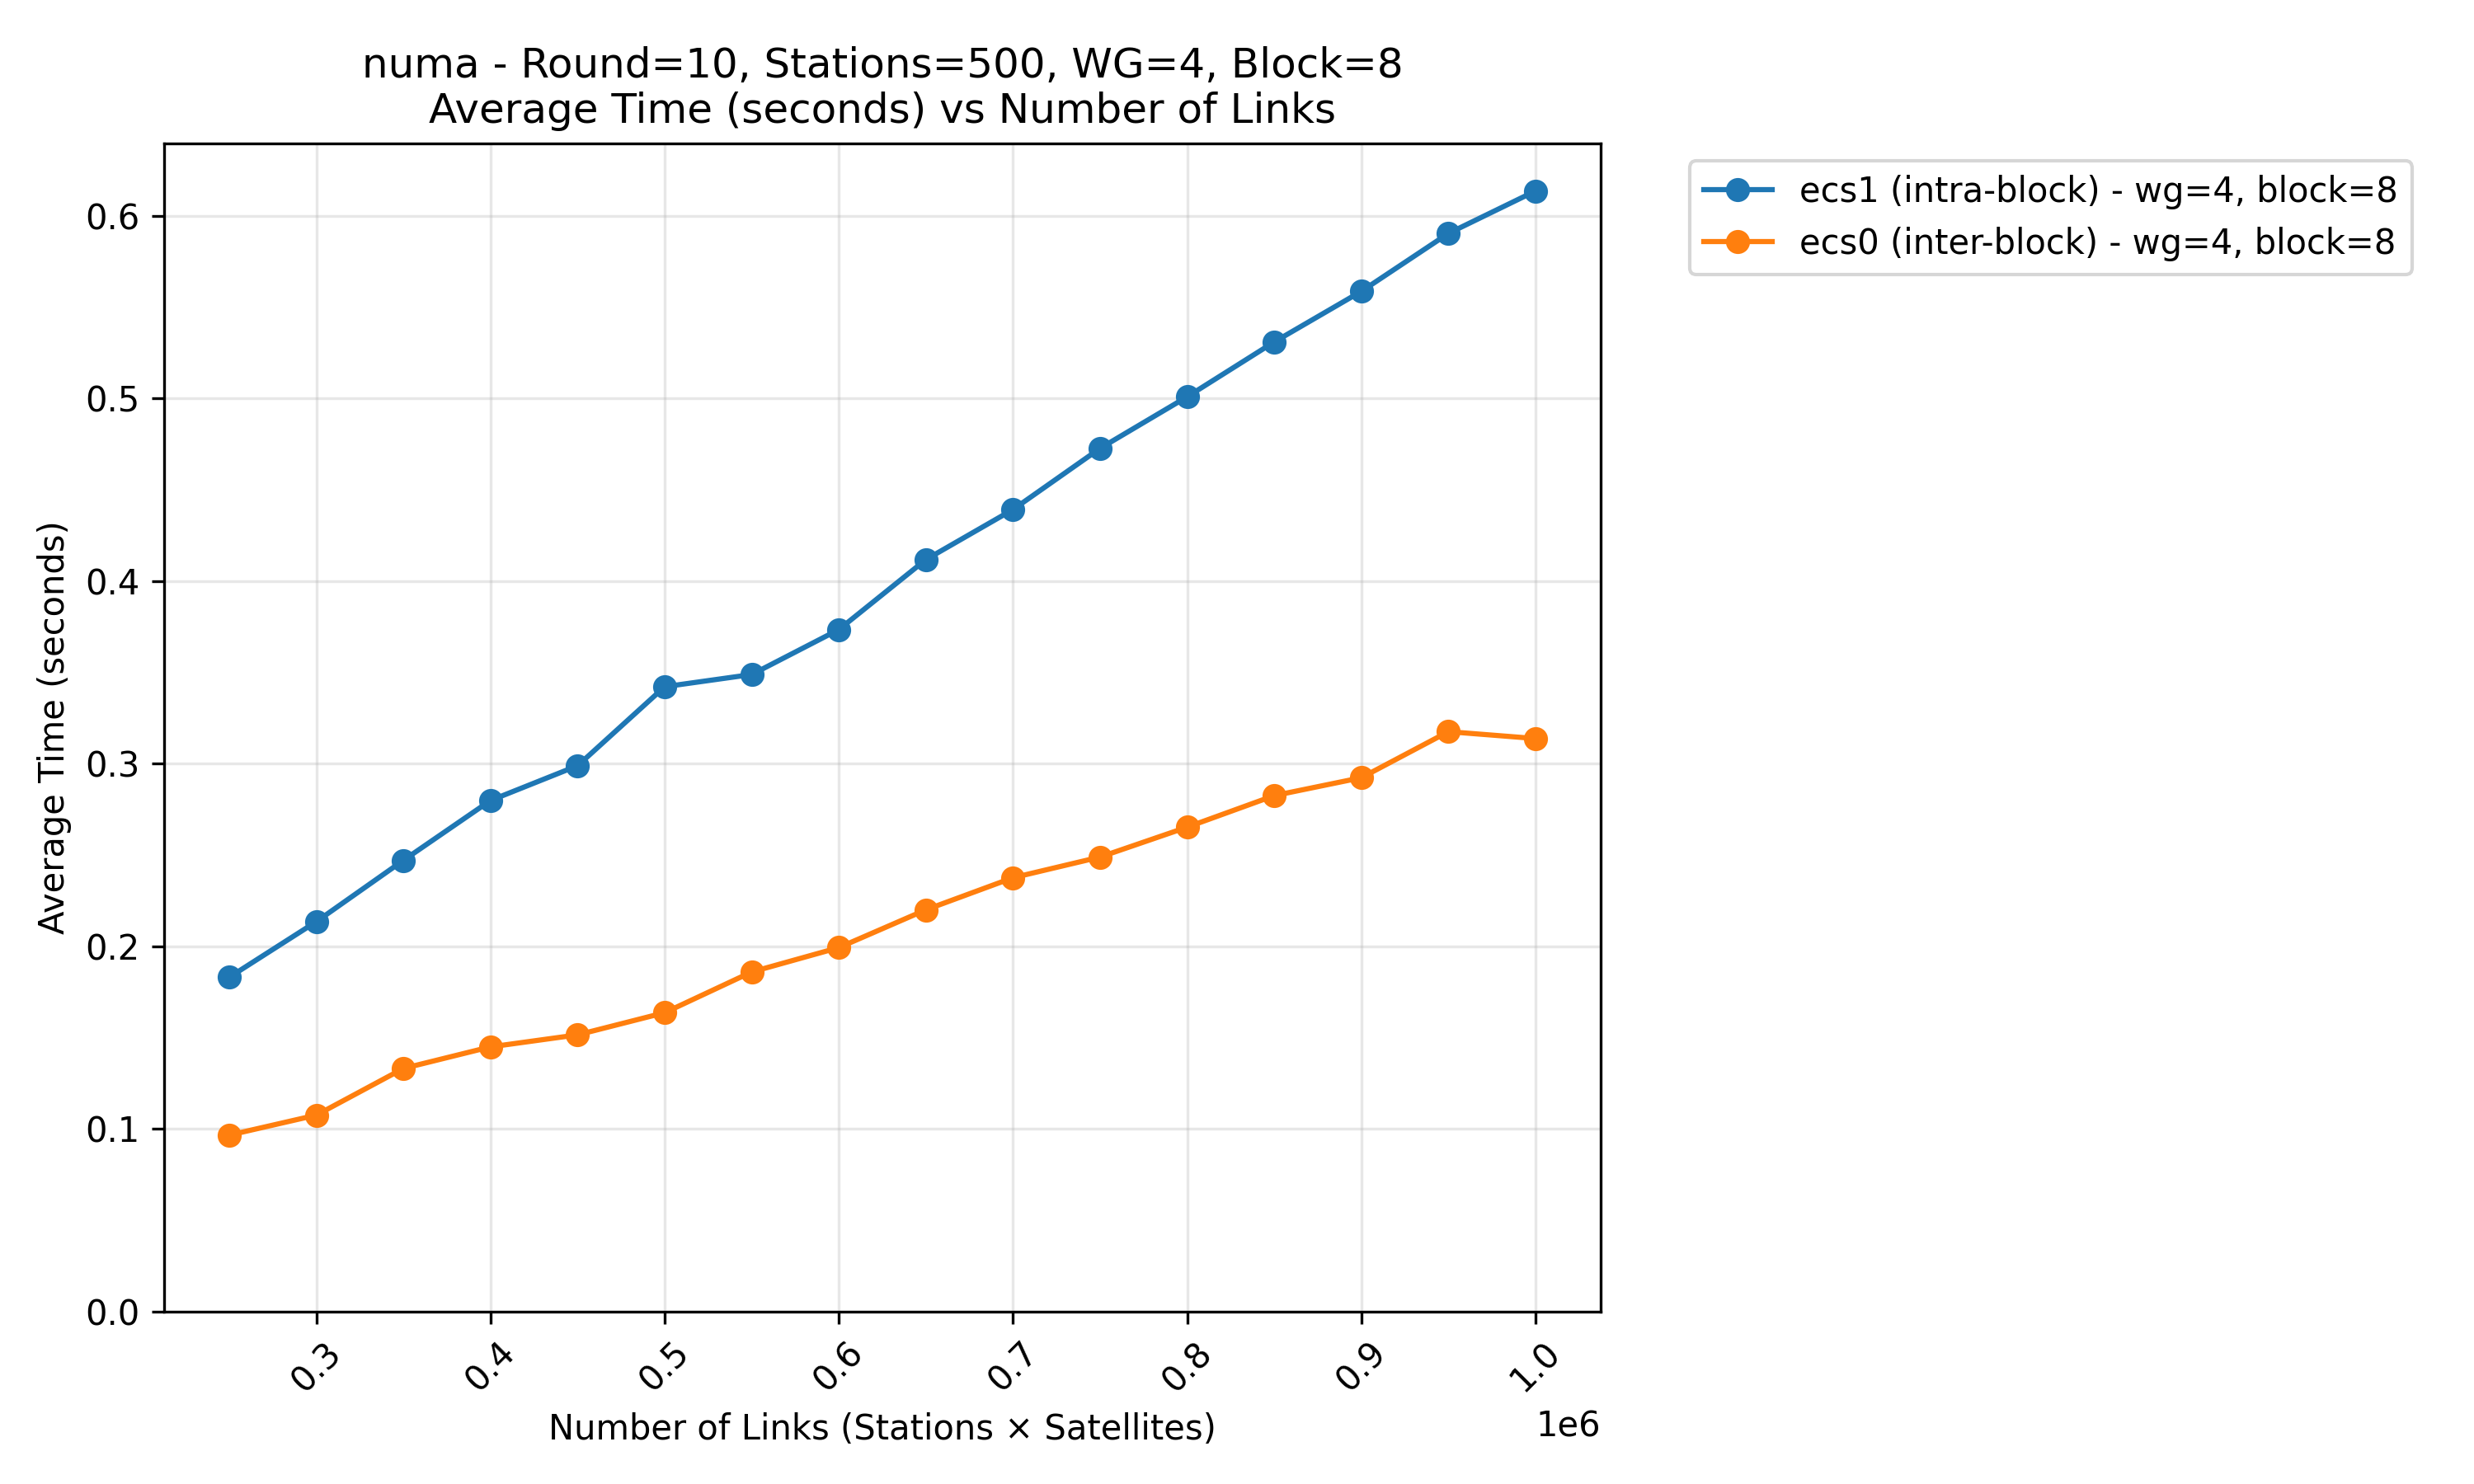 numa - Round=10, Stations=500, WG=4, Block=8
Average Time (seconds) vs Number of Links
ecs1 (intra-block) - wg=4, block=8
ecs0 (inter-block) - wg=4, block=8
Average Time (seconds)
0.6
0.5
0.4
0.3
0.2
0.1
0.0
0.3 0.4 0.5 0.6 0.7 0.8 0.9 1.0
1e6
Number of Links (Stations × Satellites)